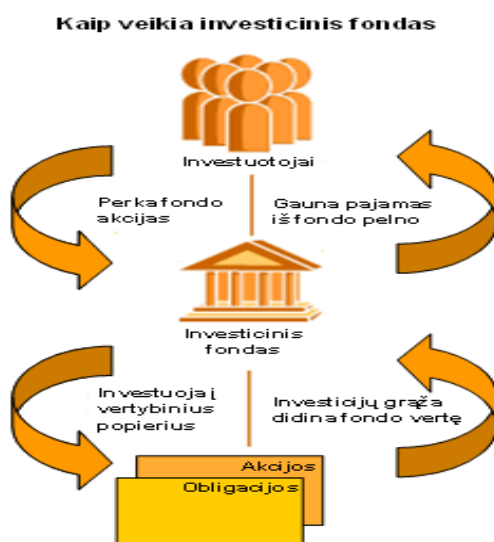 Kaip veikia investicinis fondas
Investuotojai
Perka fondo
akcijas
Gauna pajamas
iš fondo pelno
Investicinis
fondas
Investuoja į
vertybinius
popierius
Investicijų grąža
didina fondo vertę
Akcijos
Obligacijos